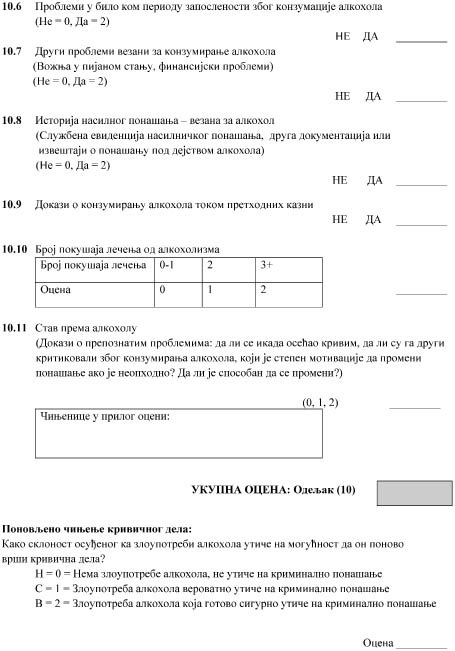 10.6 Проблеми у било ком периоду запослености због конзумације алкохола
(Не = 0, Да = 2)
НЕ ДА ________
10.7 Други проблеми везани за конзумирање алкохола
(Вожња у пијаном стању, финансијски проблеми)
(Не = 0, Да = 2)
НЕ ДА ________
10.8 Историја насилног понашања – везана за алкохол
(Службена евиденција насилничког понашања, друга документација или
извештаји о понашању под дејством алкохола)
(Не = 0, Да = 2)
НЕ ДА ________
10.9 Докази о конзумирању алкохола током претходних казни
НЕ ДА ________
10.10 Број покушаја лечења од алкохолизма
Број покушаја лечења 0-1 2 3+
Оцена 0 1 2 ________
10.11 Став према алкохолу
(Докази о препознатим проблемима: да ли се икада осећао кривим, да ли су га други
критиковали због конзумирања алкохола, који је степен мотивације да промени
понашање ако је неопходно? Да ли је способан да се промени?)
(0, 1, 2) ________
Чињенице у прилог оцени:
УКУПНА ОЦЕНА: Одељак (10)
Поновљено чињење кривичног дела:
Како склоност осуђеног ка злоупотреби алкохола утиче на могућност да он поново
врши кривична дела?
Н = 0 = Нема злоупотребе алкохола, не утиче на криминално понашање
С = 1 = Злоупотреба алкохола вероватно утиче на криминално понашање
В = 2 = Злоупотреба алкохола која готово сигурно утиче на криминално понашање
Оцена ________